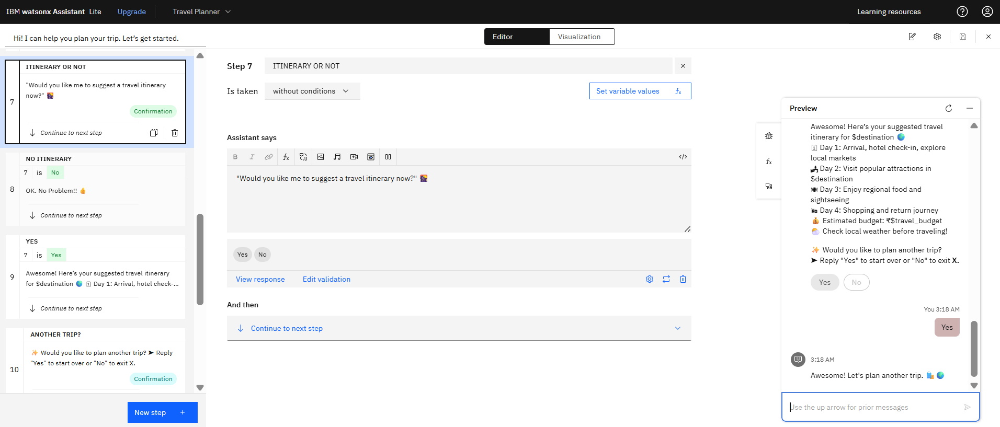 IBM watsonx Assistant Lite
Upgrade
Travel Planner
Learning resources
Hi! I can help you plan your trip. Let’s get started.
Editor
Visualization
7
ITINERARY OR NOT
"Would you like me to suggest a travel itinerary
now?" 🌇
Confirmation
Continue to next step
8
NO ITINERARY
7 is No
OK. No Problem!! 👍
Continue to next step
9
YES
7 is Yes
Awesome! Here’s your suggested travel itinerary
for $destination 🌍 🗓 Day 1: Arrival, hotel check-...
Continue to next step
10
ANOTHER TRIP?
✨ Would you like to plan another trip? ➤ Reply
"Yes" to start over or "No" to exit X.
Confirmation
New step +
Step 7
ITINERARY OR NOT
Is taken
without conditions
Set variable values fx
Assistant says
B I fx </>
"Would you like me to suggest a travel itinerary now?" 🌇
Yes No
View response
Edit validation
And then
Continue to next step
Preview
Awesome! Here’s your suggested travel
itinerary for $destination 🌍
🗓 Day 1: Arrival, hotel check-in, explore
local markets
🏞 Day 2: Visit popular attractions in
$destination
🍽 Day 3: Enjoy regional food and
sightseeing
🛍 Day 4: Shopping and return journey
💰 Estimated budget: ₹$travel_budget
🌤 Check local weather before traveling!
✨ Would you like to plan another trip?
➤ Reply "Yes" to start over or "No" to exit X.
Yes No
You 3:18 AM
Yes
3:18 AM
Awesome! Let's plan another trip. 🛍 🌍
Use the up arrow for prior messages